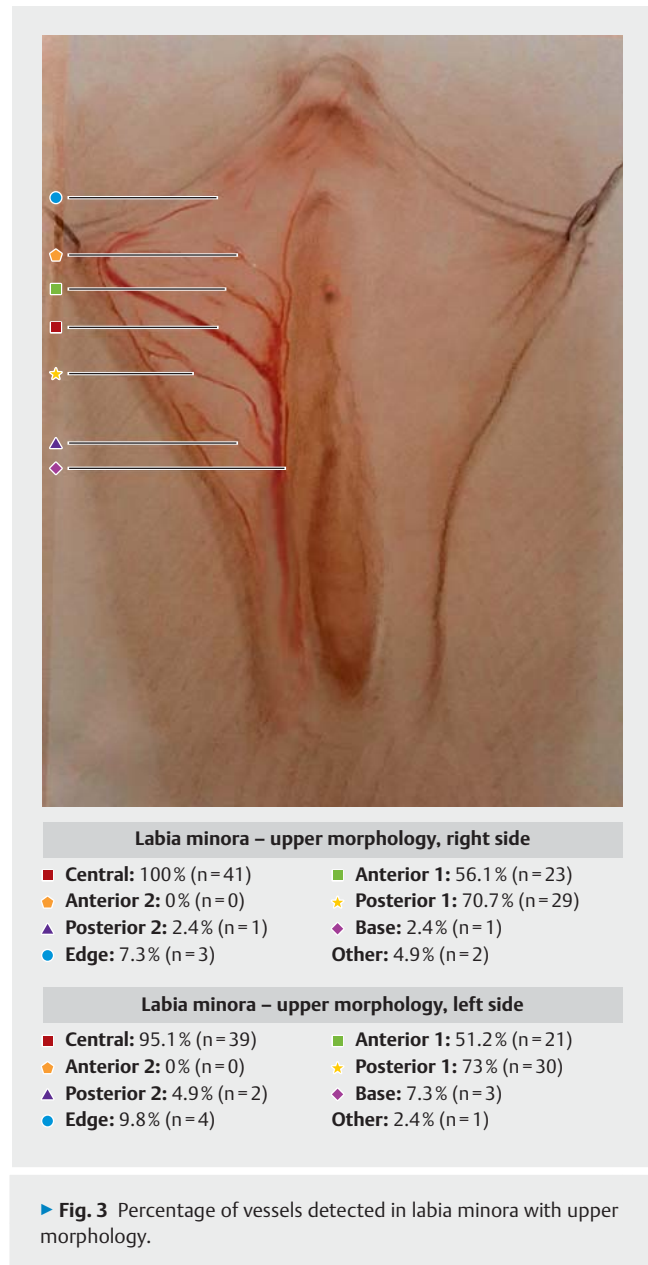 Labia minora – upper morphology, right side
Central: 100% (n=41)
Anterior 1: 56.1% (n=23)
Anterior 2: 0% (n=0)
Posterior 1: 70.7% (n=29)
Posterior 2: 2.4% (n=1)
Base: 2.4% (n=1)
Edge: 7.3% (n=3)
Other: 4.9% (n=2)
Labia minora – upper morphology, left side
Central: 95.1% (n=39)
Anterior 1: 51.2% (n=21)
Anterior 2: 0% (n=0)
Posterior 1: 73% (n=30)
Posterior 2: 4.9% (n=2)
Base: 7.3% (n=3)
Edge: 9.8% (n=4)
Other: 2.4% (n=1)
▶ Fig. 3 Percentage of vessels detected in labia minora with upper
morphology.